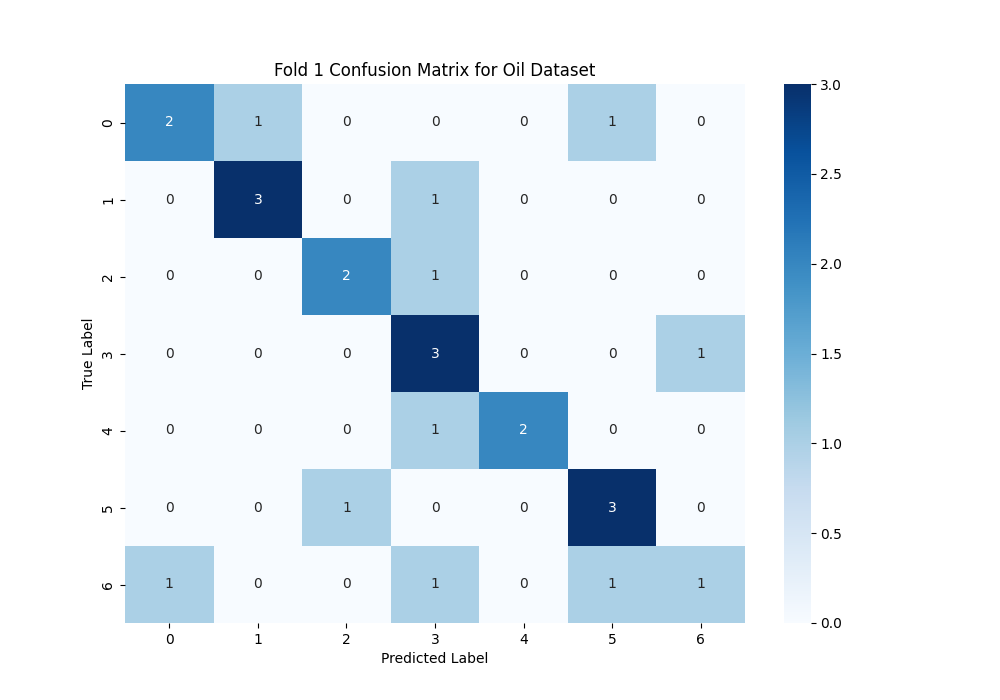 Fold 1 Confusion Matrix for Oil Dataset
0 2 1 0 0 0 1 0
1 0 3 0 1 0 0 0
2 0 0 2 1 0 0 0
3 0 0 0 3 0 0 1
4 0 0 0 1 2 0 0
5 0 0 1 0 0 3 0
6 1 0 0 1 0 1 1
0 1 2 3 4 5 6
True Label
Predicted Label
3.0
2.5
2.0
1.5
1.0
0.5
0.0